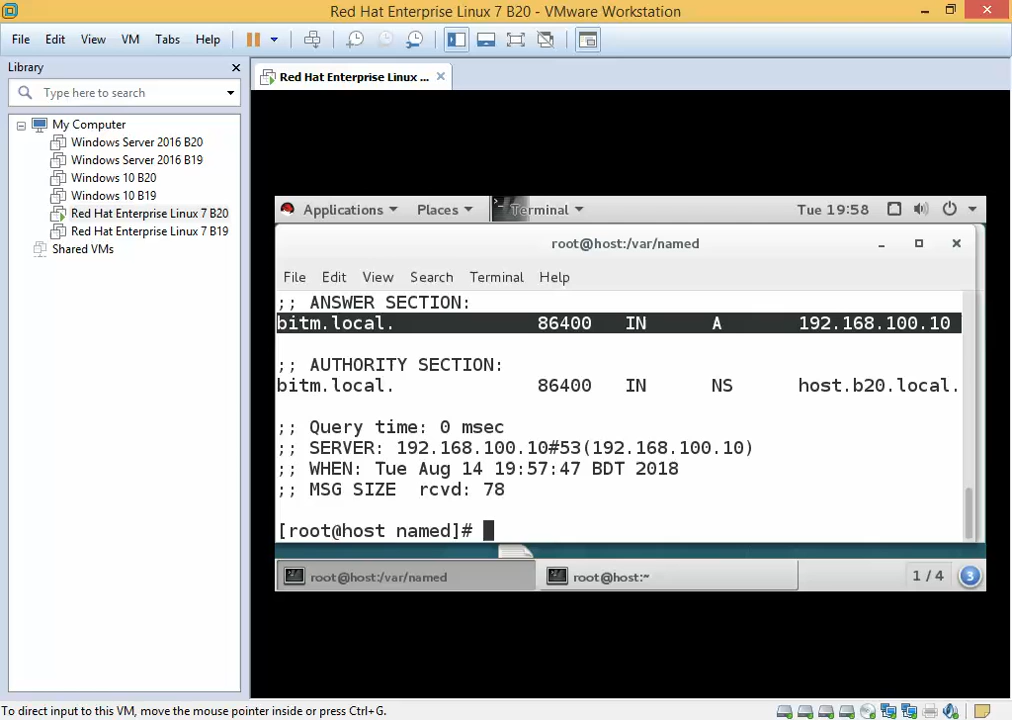 Red Hat Enterprise Linux 7 B20 - VMware Workstation
File Edit View VM Tabs Help
Library
Type here to search
My Computer
Windows Server 2016 B20
Windows Server 2016 B19
Windows 10 B20
Windows 10 B19
Red Hat Enterprise Linux 7 B20
Red Hat Enterprise Linux 7 B19
Shared VMs
Red Hat Enterprise Linux ...
Applications Places Terminal Tue 19:58
root@host:/var/named
File Edit View Search Terminal Help
;; ANSWER SECTION:
bitm.local. 86400 IN A 192.168.100.10
;; AUTHORITY SECTION:
bitm.local. 86400 IN NS host.b20.local.
;; Query time: 0 msec
;; SERVER: 192.168.100.10#53(192.168.100.10)
;; WHEN: Tue Aug 14 19:57:47 BDT 2018
;; MSG SIZE rcvd: 78
[root@host named]#
root@host:/var/named root@host:~ 1 / 4 3
To direct input to this VM, move the mouse pointer inside or press Ctrl+G.